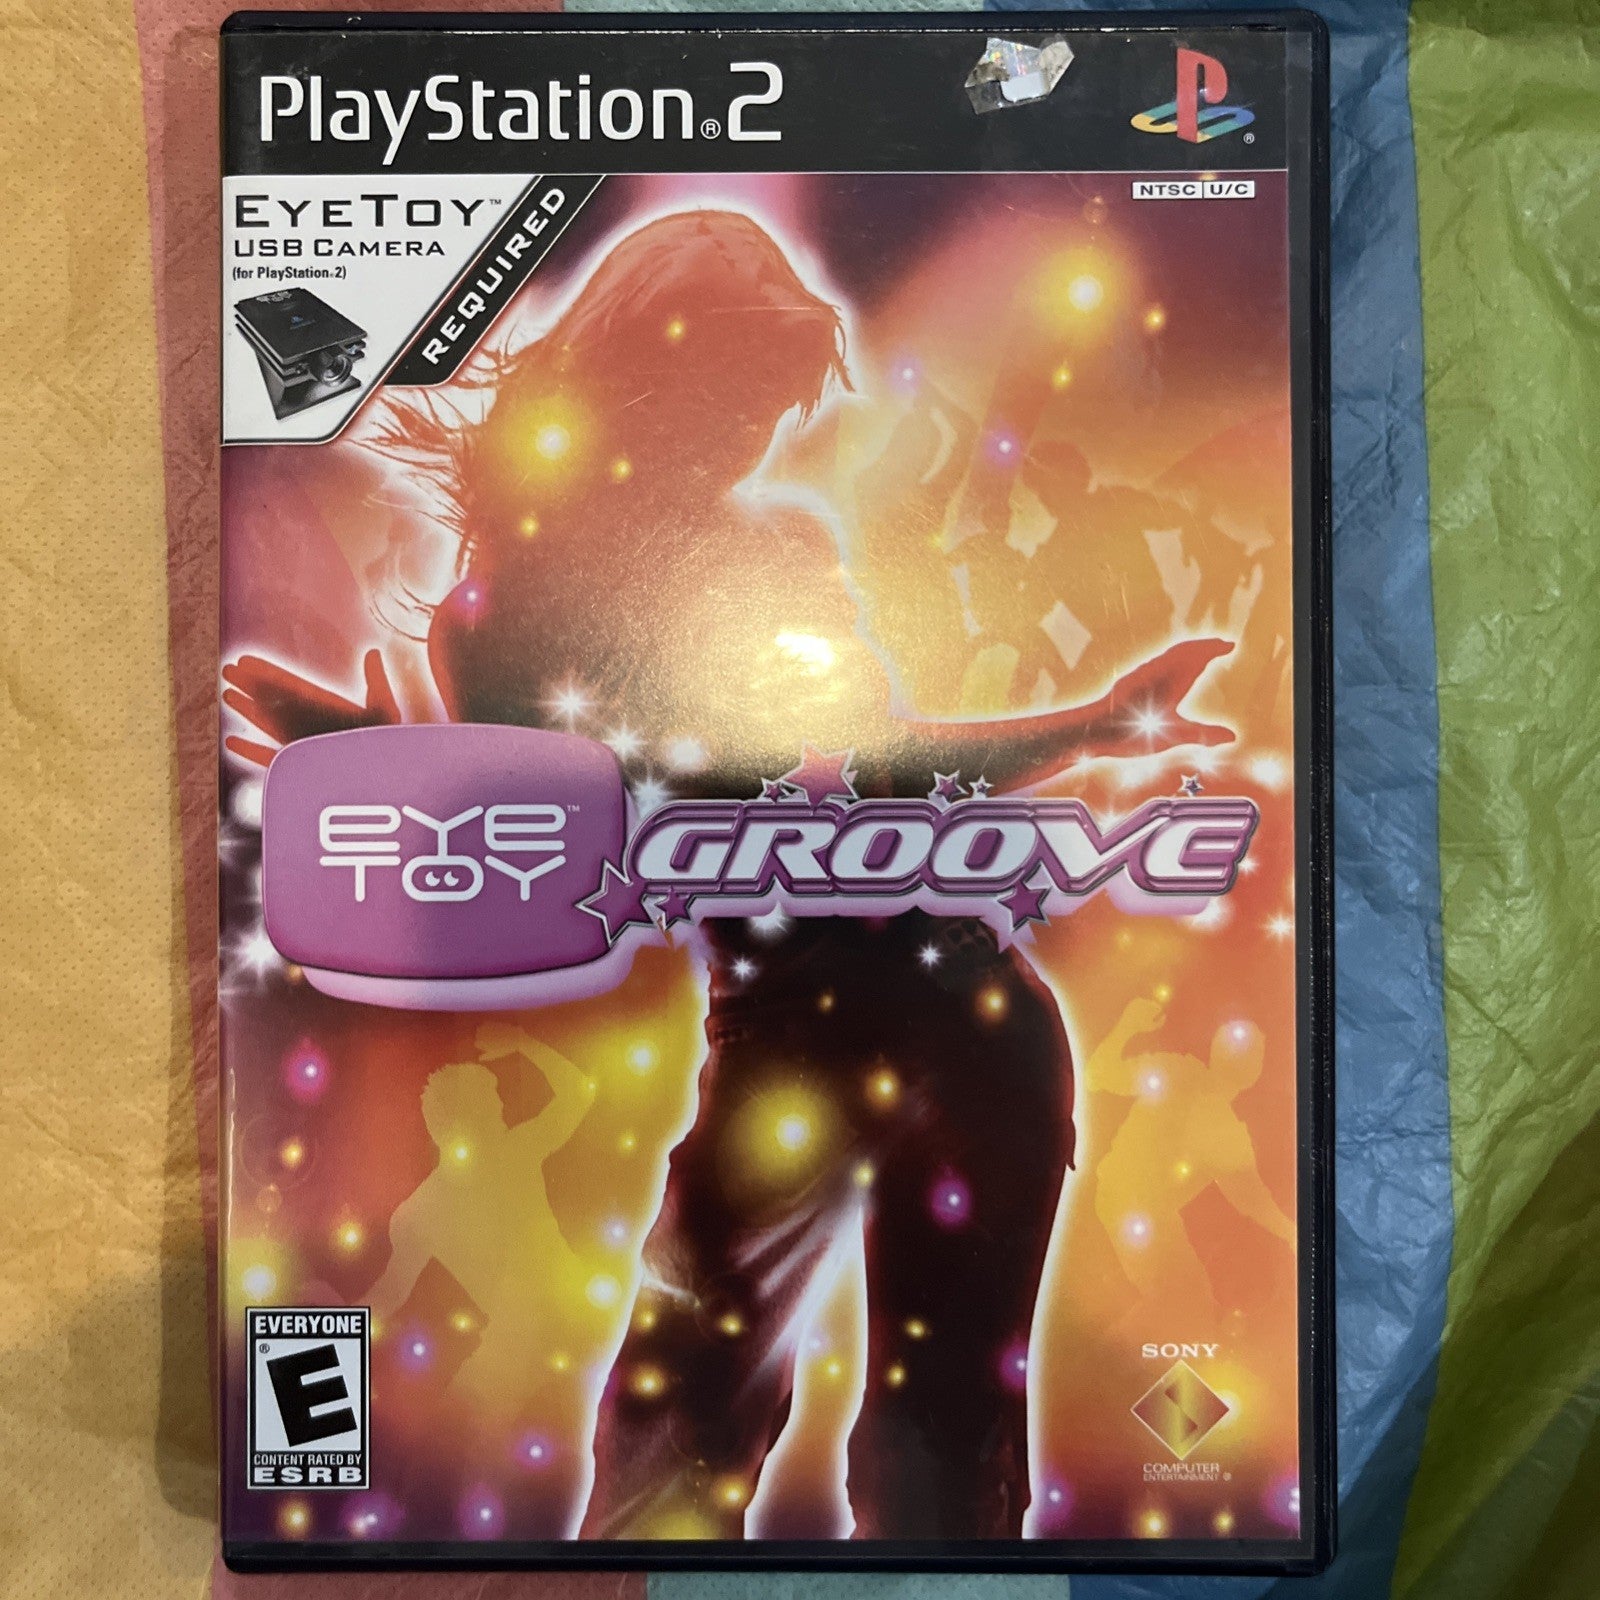 PlayStation®2
NTSC U/C
EYETOY™
USB CAMERA
(for PlayStation®2)
REQUIRED
EYE™
TOY
GROOVE
EVERYONE
®
E
CONTENT RATED BY
ESRB
SONY
COMPUTER
ENTERTAINMENT ®